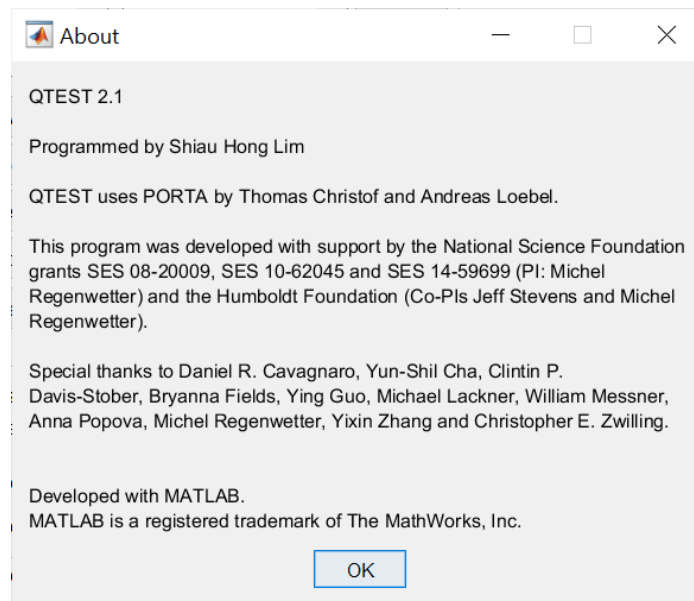 About
QTEST 2.1
Programmed by Shiau Hong Lim
QTEST uses PORTA by Thomas Christof and Andreas Loebel.
This program was developed with support by the National Science Foundation
grants SES 08-20009, SES 10-62045 and SES 14-59699 (PI: Michel
Regenwetter) and the Humboldt Foundation (Co-PIs Jeff Stevens and Michel
Regenwetter).
Special thanks to Daniel R. Cavagnaro, Yun-Shil Cha, Clintin P.
Davis-Stober, Bryanna Fields, Ying Guo, Michael Lackner, William Messner,
Anna Popova, Michel Regenwetter, Yixin Zhang and Christopher E. Zwilling.
Developed with MATLAB.
MATLAB is a registered trademark of The MathWorks, Inc.
OK